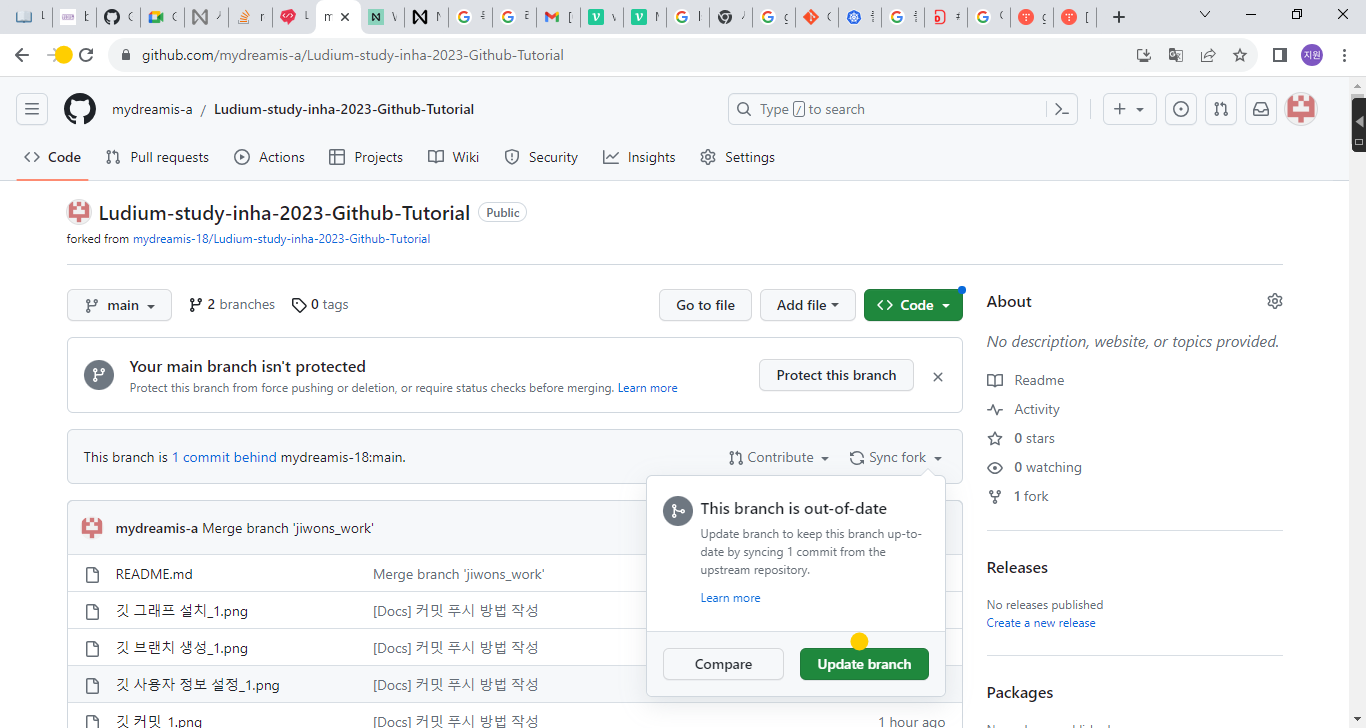 github.com/mydreamis-a/Ludium-study-inha-2023-Github-Tutorial
지원
mydreamis-a / Ludium-study-inha-2023-Github-Tutorial
Type / to search
Code
Pull requests
Actions
Projects
Wiki
Security
Insights
Settings
Ludium-study-inha-2023-Github-Tutorial Public
forked from mydreamis-18/Ludium-study-inha-2023-Github-Tutorial
main
2 branches
0 tags
Go to file
Add file
Code
Your main branch isn't protected
Protect this branch from force pushing or deletion, or require status checks before merging. Learn more
Protect this branch
This branch is 1 commit behind mydreamis-18:main.
Contribute
Sync fork
This branch is out-of-date
Update branch to keep this branch up-to-
date by syncing 1 commit from the
upstream repository.
Learn more
Compare
Update branch
mydreamis-a Merge branch 'jiwons_work'
README.md Merge branch 'jiwons_work'
깃 그래프 설치_1.png [Docs] 커밋 푸시 방법 작성
깃 브랜치 생성_1.png [Docs] 커밋 푸시 방법 작성
깃 사용자 정보 설정_1.png [Docs] 커밋 푸시 방법 작성
깃 커밋_1.png [Docs] 커밋 푸시 방법 작성 1 hour ago
About
No description, website, or topics provided.
Readme
Activity
0 stars
0 watching
1 fork
Releases
No releases published
Create a new release
Packages